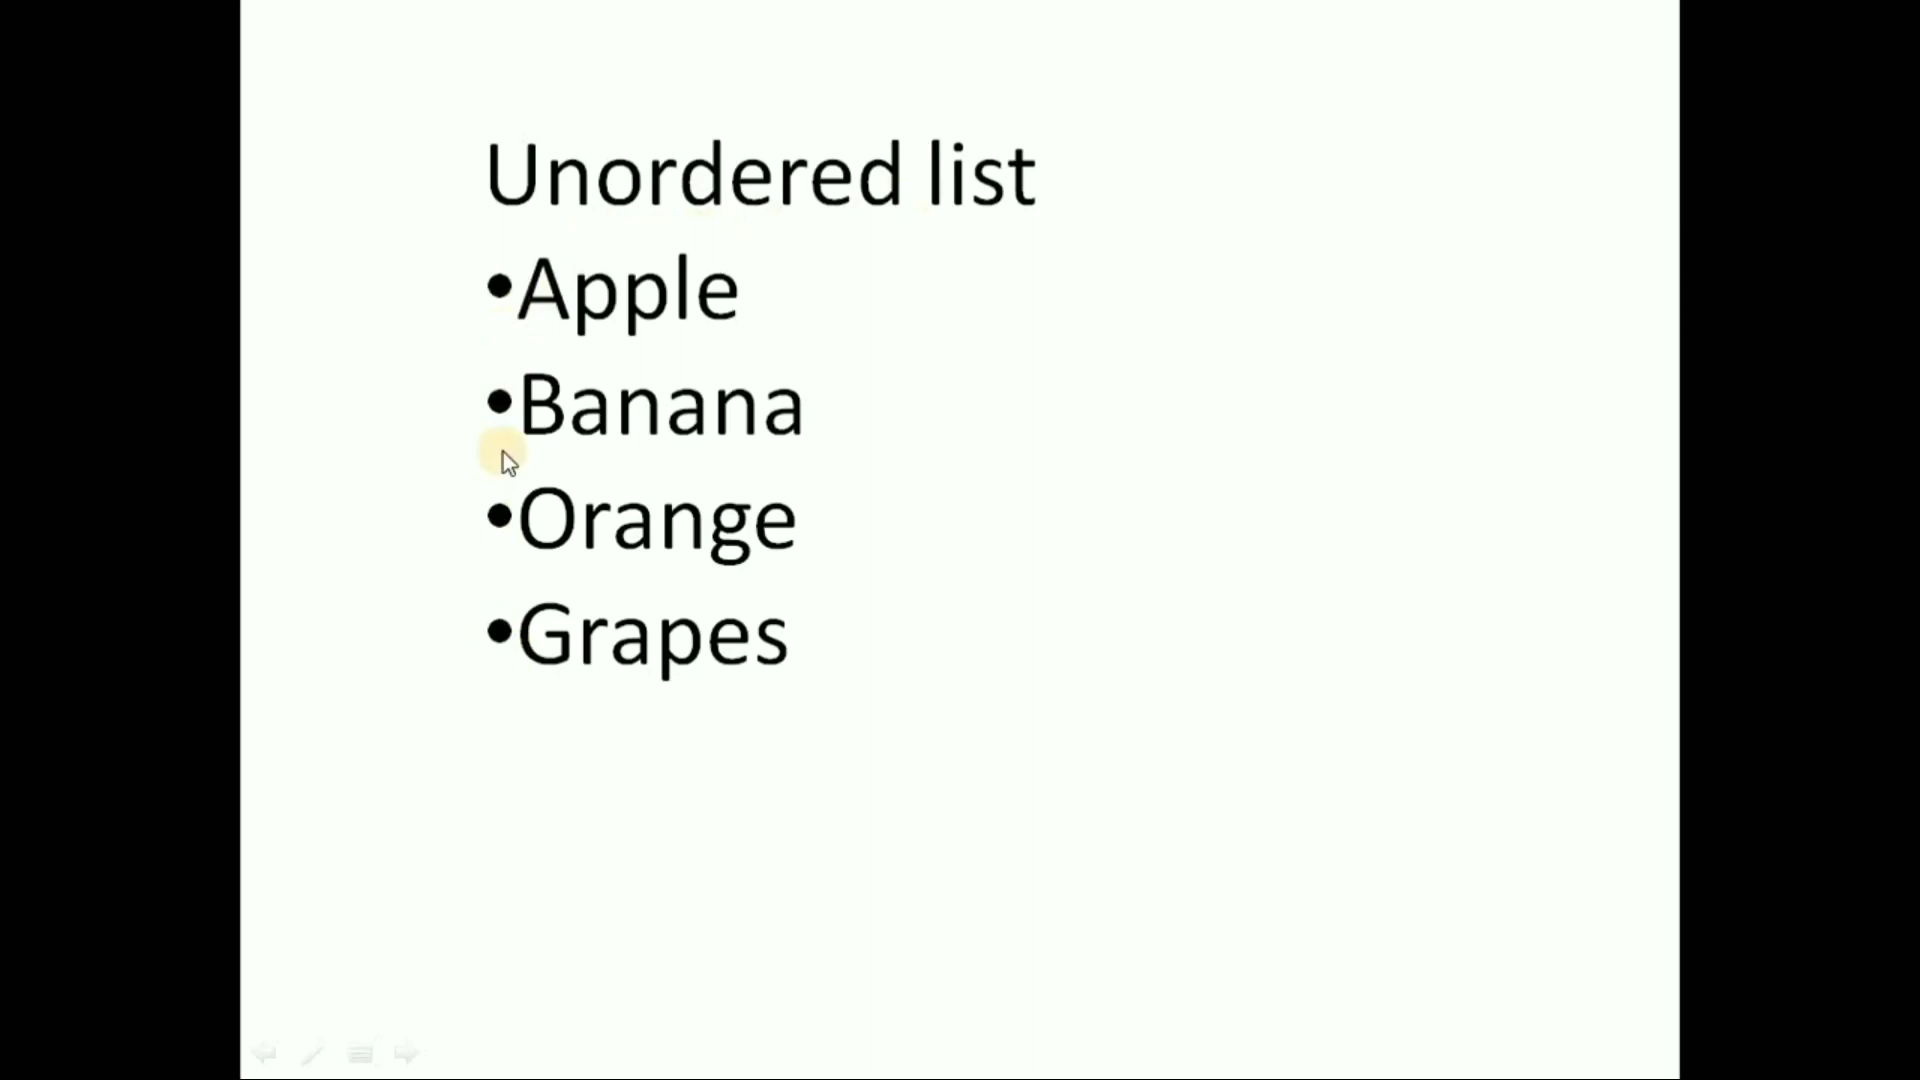 Unordered list
•Apple
•Banana
•Orange
•Grapes